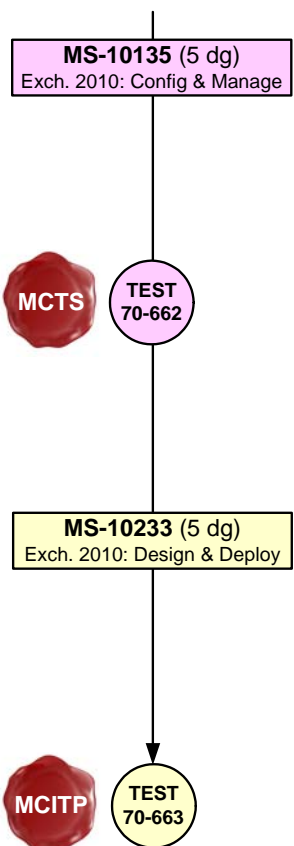 MS-10135 (5 dg)
Exch. 2010: Config & Manage
MCTS
TEST
70-662
MS-10233 (5 dg)
Exch. 2010: Design & Deploy
MCITP
TEST
70-663